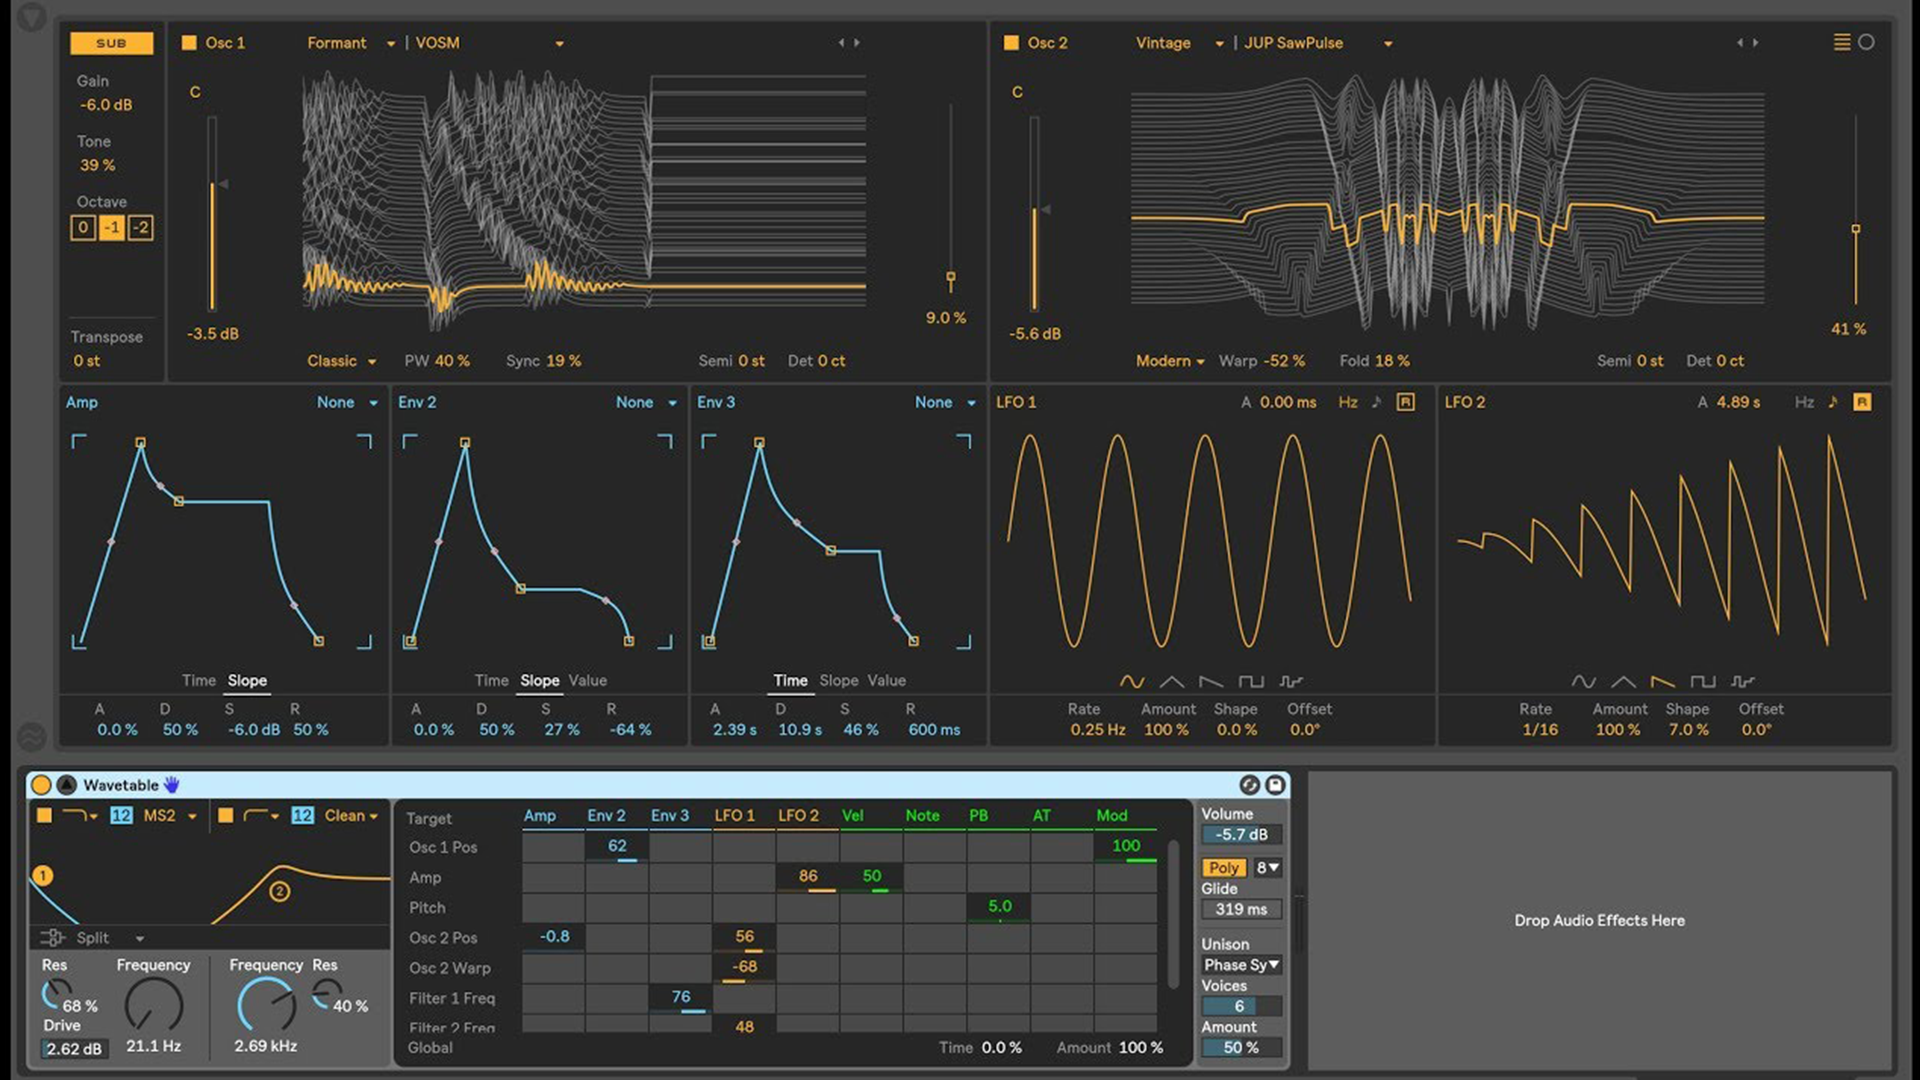 SUB
Gain
-6.0 dB
Tone
39 %
Octave
0 -1 -2
Transpose
0 st
Osc 1 Formant VOSM
C
-3.5 dB
9.0 %
Classic PW 40 % Sync 19 % Semi 0 st Det 0 ct
Osc 2 Vintage JUP SawPulse
C
-5.6 dB
41 %
Modern Warp -52 % Fold 18 % Semi 0 st Det 0 ct
Amp None
Time Slope
A D S R
0.0 % 50 % -6.0 dB 50 %
Env 2 None
Time Slope Value
A D S R
0.0 % 50 % 27 % -64 %
Env 3 None
Time Slope Value
A D S R
2.39 s 10.9 s 46 % 600 ms
LFO 1 A 0.00 ms Hz R
Rate Amount Shape Offset
0.25 Hz 100 % 0.0 % 0.0°
LFO 2 A 4.89 s Hz R
Rate Amount Shape Offset
1/16 100 % 7.0 % 0.0°
Wavetable
12 MS2 12 Clean
1
2
Split
Res Frequency Frequency Res
68 % 40 %
Drive
2.62 dB 21.1 Hz 2.69 kHz
Target Amp Env 2 Env 3 LFO 1 LFO 2 Vel Note PB AT Mod
Osc 1 Pos 62 100
Amp 86 50
Pitch 5.0
Osc 2 Pos -0.8 56
Osc 2 Warp -68
Filter 1 Freq 76
Filter 2 Freq 48
Global Time 0.0 % Amount 100 %
Volume
-5.7 dB
Poly 8
Glide
319 ms
Unison
Phase Sy
Voices
6
Amount
50 %
Drop Audio Effects Here